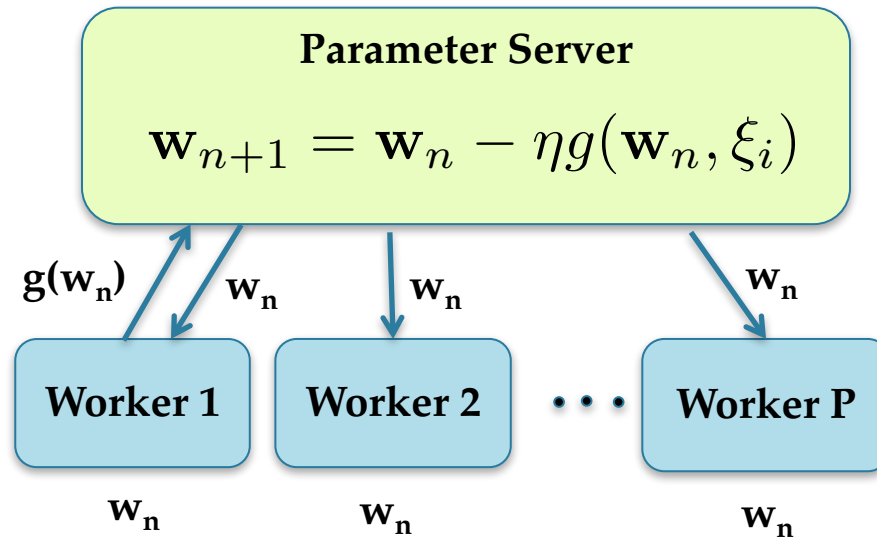 Parameter Server
𝐰ₙ₊₁ = 𝐰ₙ − ηg(𝐰ₙ, ξᵢ)
g(wₙ) wₙ wₙ wₙ
Worker 1 Worker 2 • • • Worker P
wₙ wₙ wₙ